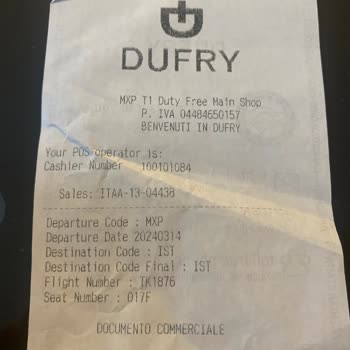 DUFRY
MXP T1 Duty Free Main Shop
P. IVA 04484650157
BENVENUTI IN DUFRY
Your POS operator is:
Cashier Number 100101084
Sales: ITAA-13-04438
Departure Code : MXP
Departure Date 20240314
Destination Code : IST
Destination Code Final : IST
Flight Number : TK1876
Seat Number : 017F
DOCUMENTO COMMERCIALE